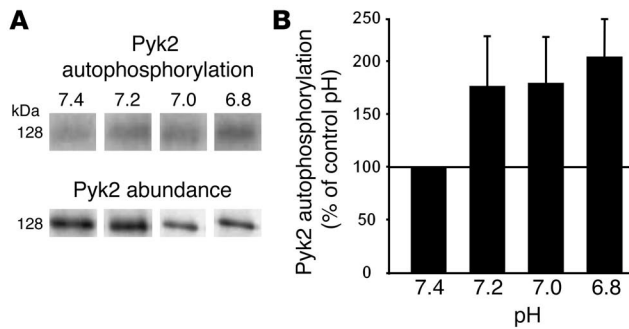 A
Pyk2
autophosphorylation
7.4 7.2 7.0 6.8
kDa
128
Pyk2 abundance
128
B
Pyk2 autophosphorylation
(% of control pH)
250
200
150
100
50
0
7.4 7.2 7.0 6.8
pH